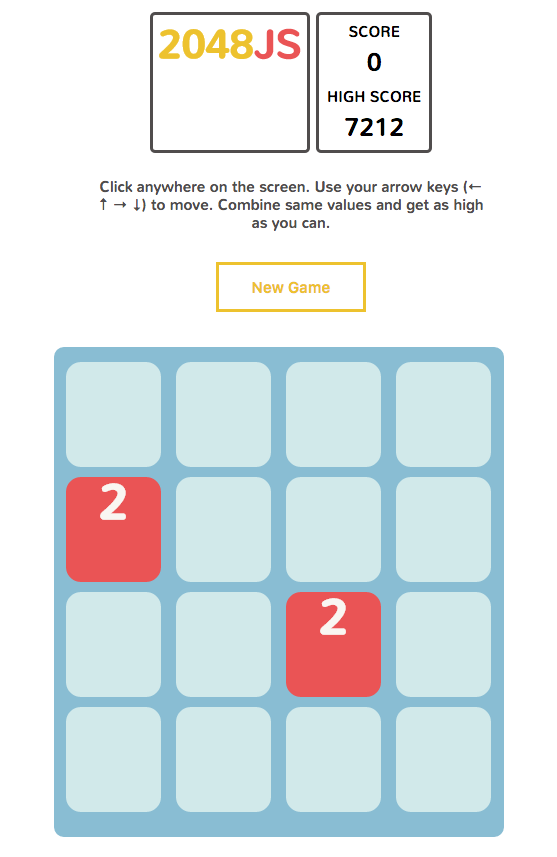 2048JS
SCORE
0
HIGH SCORE
7212
Click anywhere on the screen. Use your arrow keys (←
↑ → ↓) to move. Combine same values and get as high
as you can.
New Game
2
2